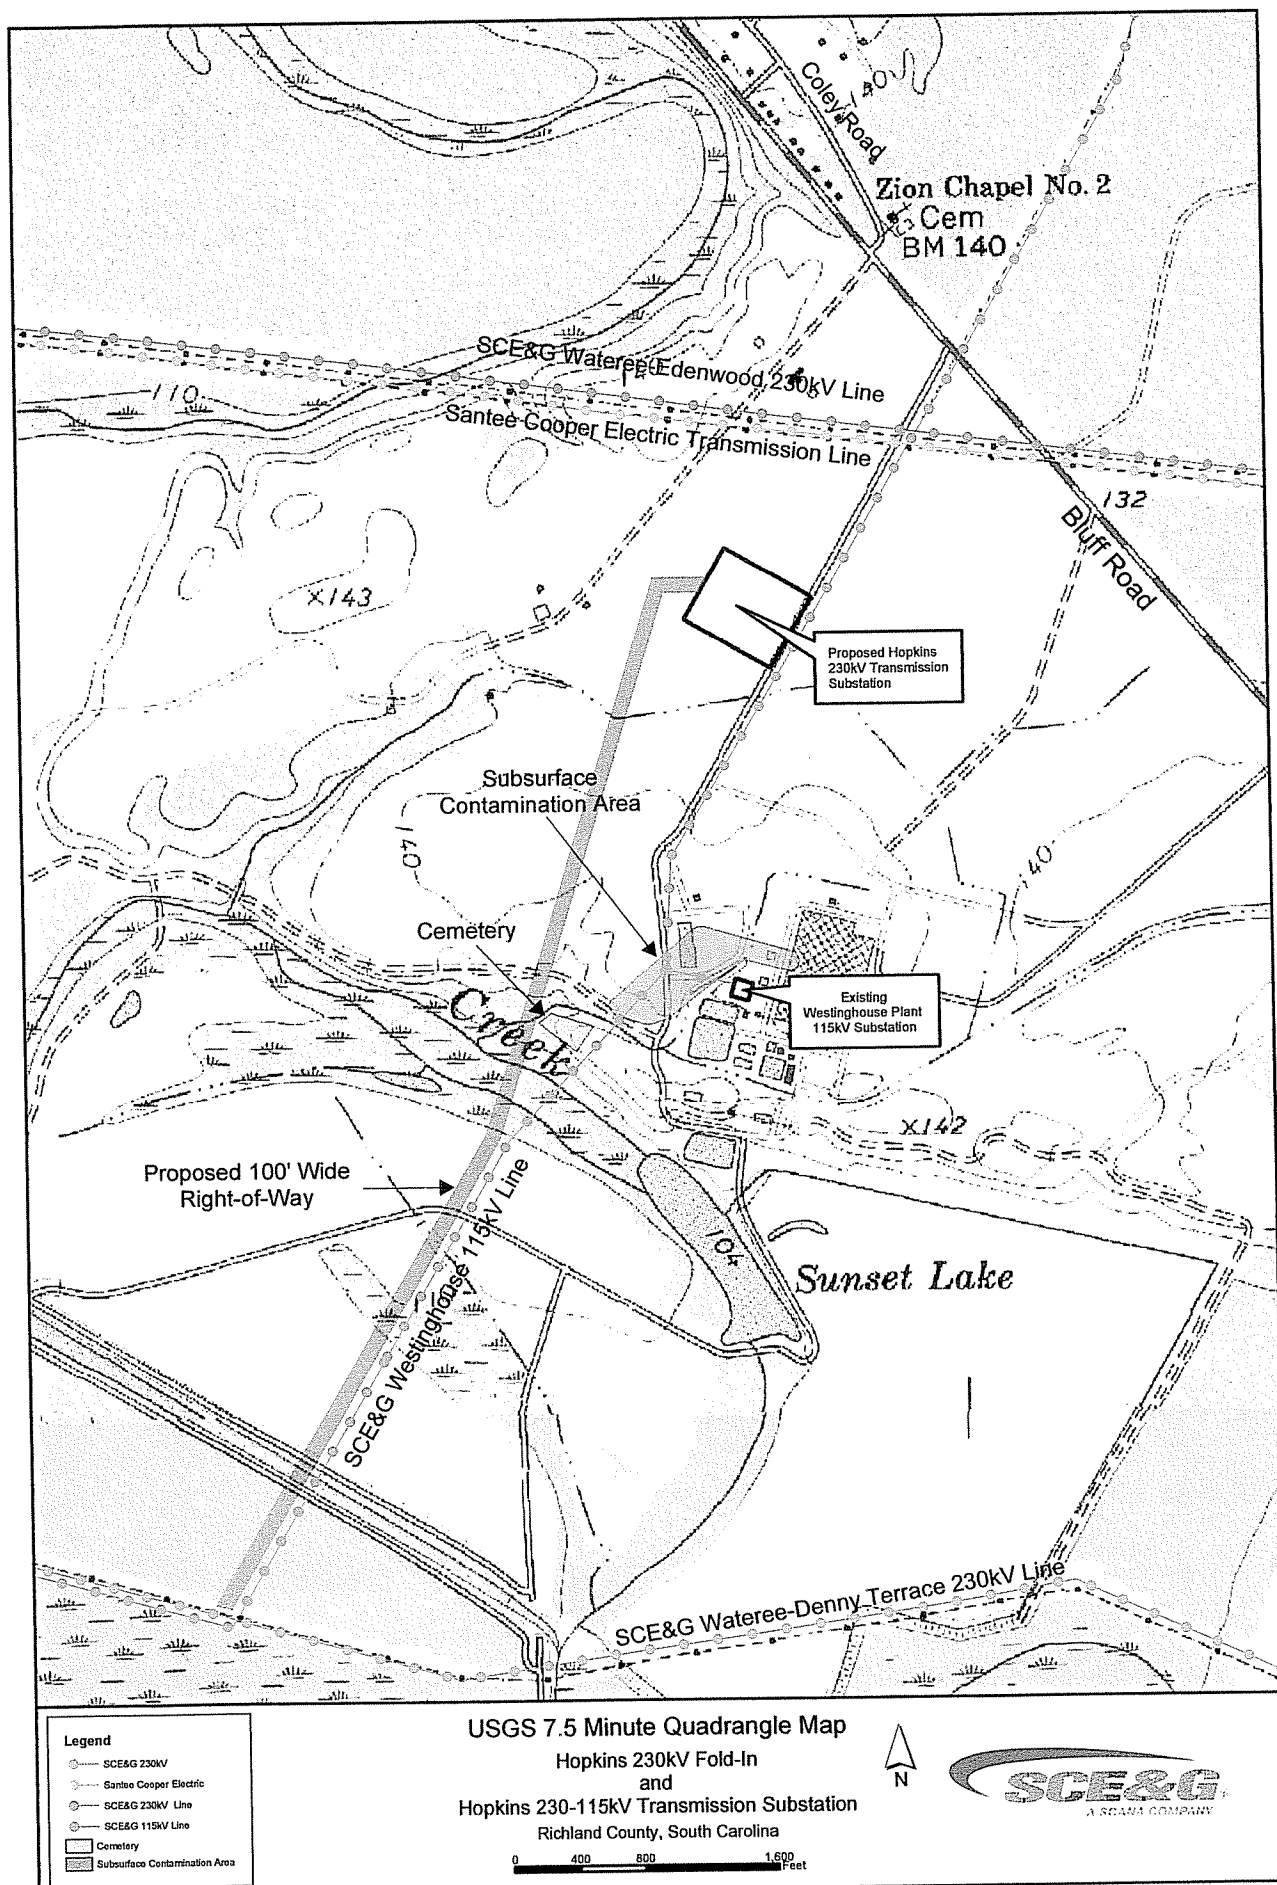 Coley Road
140
Zion Chapel No. 2
Cem
BM 140
SCE&G Wateree-Edenwood 230kV Line
110
Santee Cooper Electric Transmission Line
132
Bluff Road
X143
Proposed Hopkins
230kV Transmission
Substation
Subsurface
Contamination Area
140
140
Cemetery
Creek
Existing
Westinghouse Plant
115kV Substation
X142
Proposed 100' Wide
Right-of-Way
SCE&G Westinghouse 115kV Line
104
Sunset Lake
SCE&G Wateree-Denny Terrace 230kV Line
Legend
SCE&G 230kV
Santee Cooper Electric
SCE&G 230kV Line
SCE&G 115kV Line
Cemetery
Subsurface Contamination Area
USGS 7.5 Minute Quadrangle Map
Hopkins 230kV Fold-In
and
Hopkins 230-115kV Transmission Substation
Richland County, South Carolina
0 400 800 1,600
Feet
N
SCE&G
A SCANA COMPANY